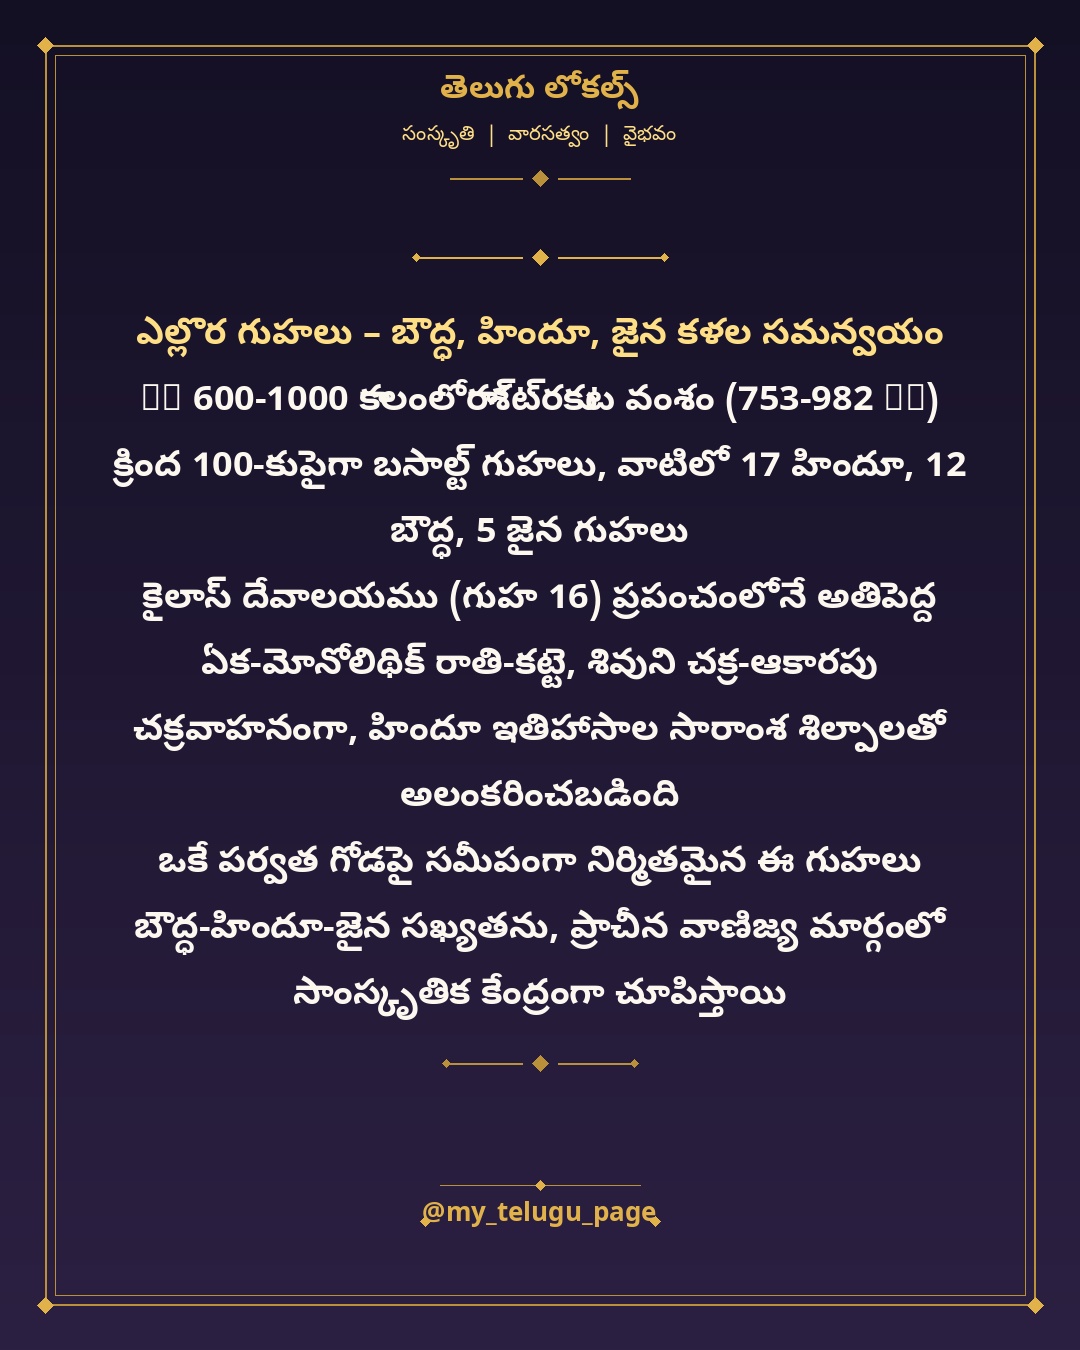 తెలుగు లోకల్స్
సంస్కృతి | వారసత్వం | వైభవం
ఎల్లొర గుహలు – బౌద్ధ, హిందూ, జైన కళల సమన్వయం
600-1000 వంశం (753-982 )
క్రింద 100-కుపైగా బసాల్ట్ గుహలు, వాటిలో 17 హిందూ, 12
బౌద్ధ, 5 జైన గుహలు
కైలాస్ దేవాలయము (గుహ 16) ప్రపంచంలోనే అతిపెద్ద
ఏక-మోనోలిథిక్ రాతి-కట్టె, శివుని చక్ర-ఆకారపు
చక్రవాహనంగా, హిందూ ఇతిహాసాల సారాంశ శిల్పాలతో
అలంకరించబడింది
ఒకే పర్వత గోడపై సమీపంగా నిర్మితమైన ఈ గుహలు
బౌద్ధ-హిందూ-జైన సఖ్యతను, ప్రాచీన వాణిజ్య మార్గంలో
సాంస్కృతిక కేంద్రంగా చూపిస్తాయి
@my_telugu_page